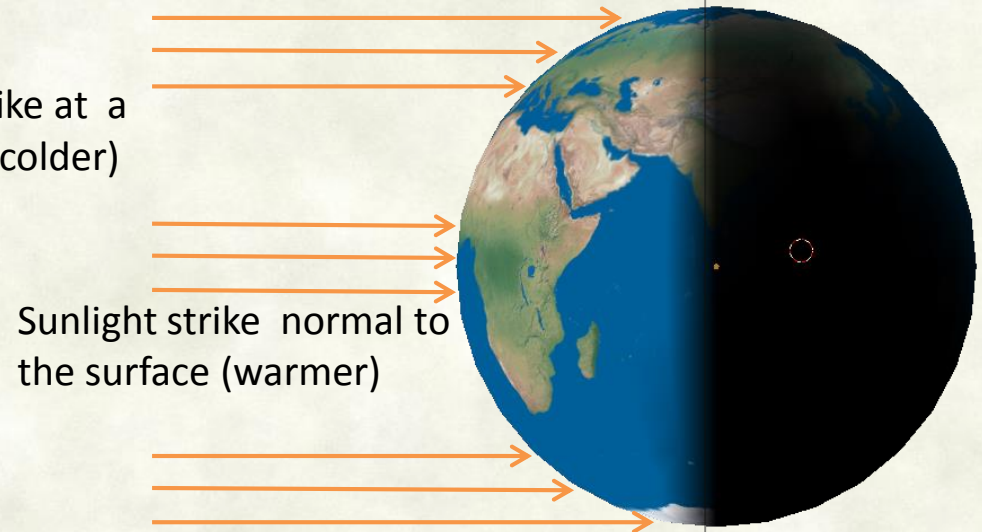 ike at a
colder)
Sunlight strike normal to
the surface (warmer)